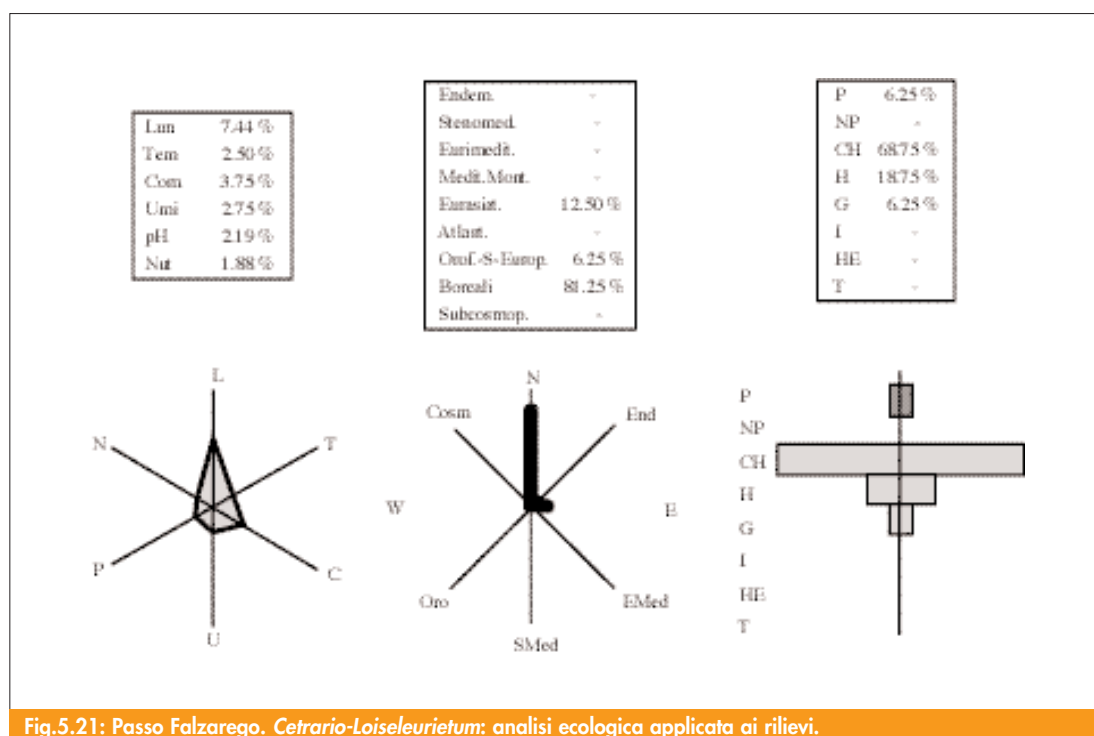 Lun 7.44 %
Tem 2.50 %
Com 3.75 %
Umi 2.75 %
pH 2.19 %
Nut 1.88 %
Endem. -
Stenomed. -
Eurimedit. -
Medit.Mont. -
Eurasiat. 12.50 %
Atlant. -
Orof.-S-Europ. 6.25 %
Boreali 81.25 %
Subcosmop. -
P 6.25 %
NP -
CH 68.75 %
H 18.75 %
G 6.25 %
I -
HE -
T -
L
N T
P C
U
N
Cosm End
W E
Oro EMed
SMed
P
NP
CH
H
G
I
HE
T
Fig.5.21: Passo Falzarego. Cetrario-Loiseleurietum: analisi ecologica applicata ai rilievi.